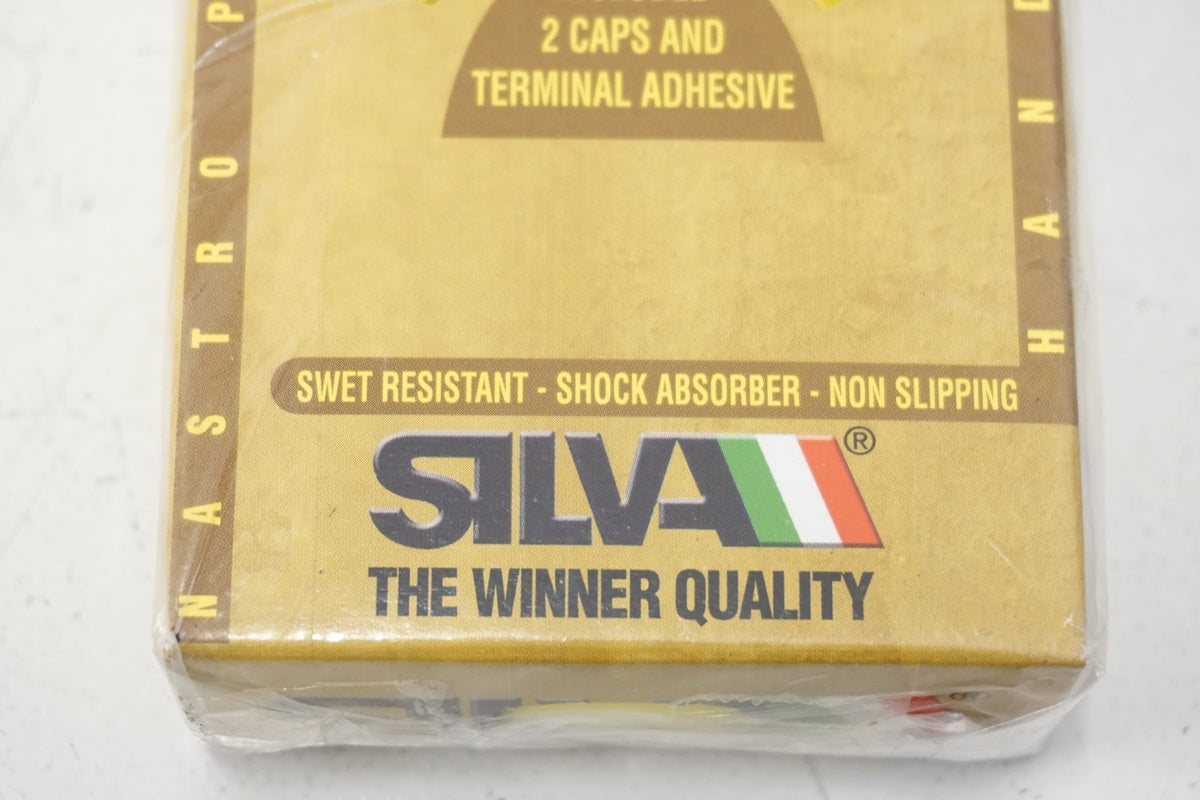 2 CAPS AND
TERMINAL ADHESIVE
NASTRO P
HAND
SWET RESISTANT - SHOCK ABSORBER - NON SLIPPING
SILVA®
THE WINNER QUALITY